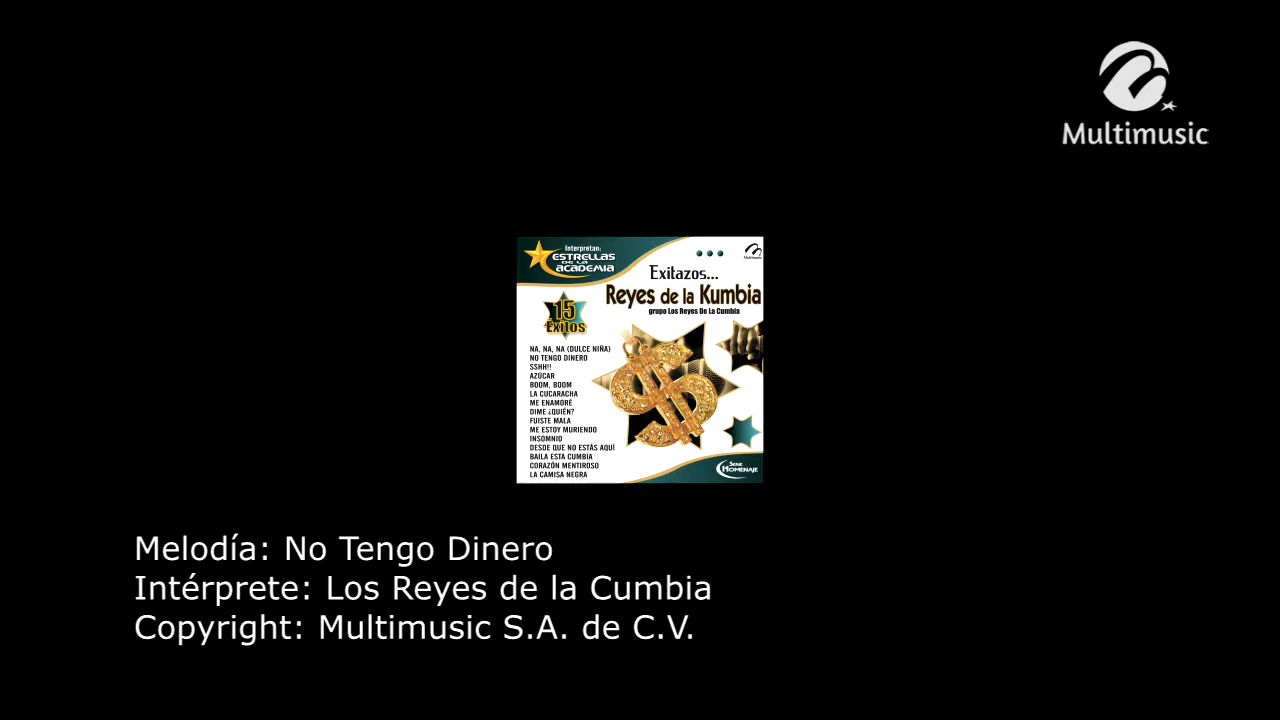 Multimusic
Interpretan:
ESTRELLAS
DE LA
ACADEMIA
Multimusic
Exitazos...
Reyes de la Kumbia
grupo Los Reyes De La Cumbia
15
Éxitos
NA, NA, NA (DULCE NIÑA)
NO TENGO DINERO
SSHH!!
AZÚCAR
BOOM, BOOM
LA CUCARACHA
ME ENAMORÉ
DIME ¿QUIÉN?
FUISTE MALA
ME ESTOY MURIENDO
INSOMNIO
DESDE QUE NO ESTÁS AQUÍ
BAILA ESTA CUMBIA
CORAZÓN MENTIROSO
LA CAMISA NEGRA
SERIE
HOMENAJE
Melodía: No Tengo Dinero
Intérprete: Los Reyes de la Cumbia
Copyright: Multimusic S.A. de C.V.